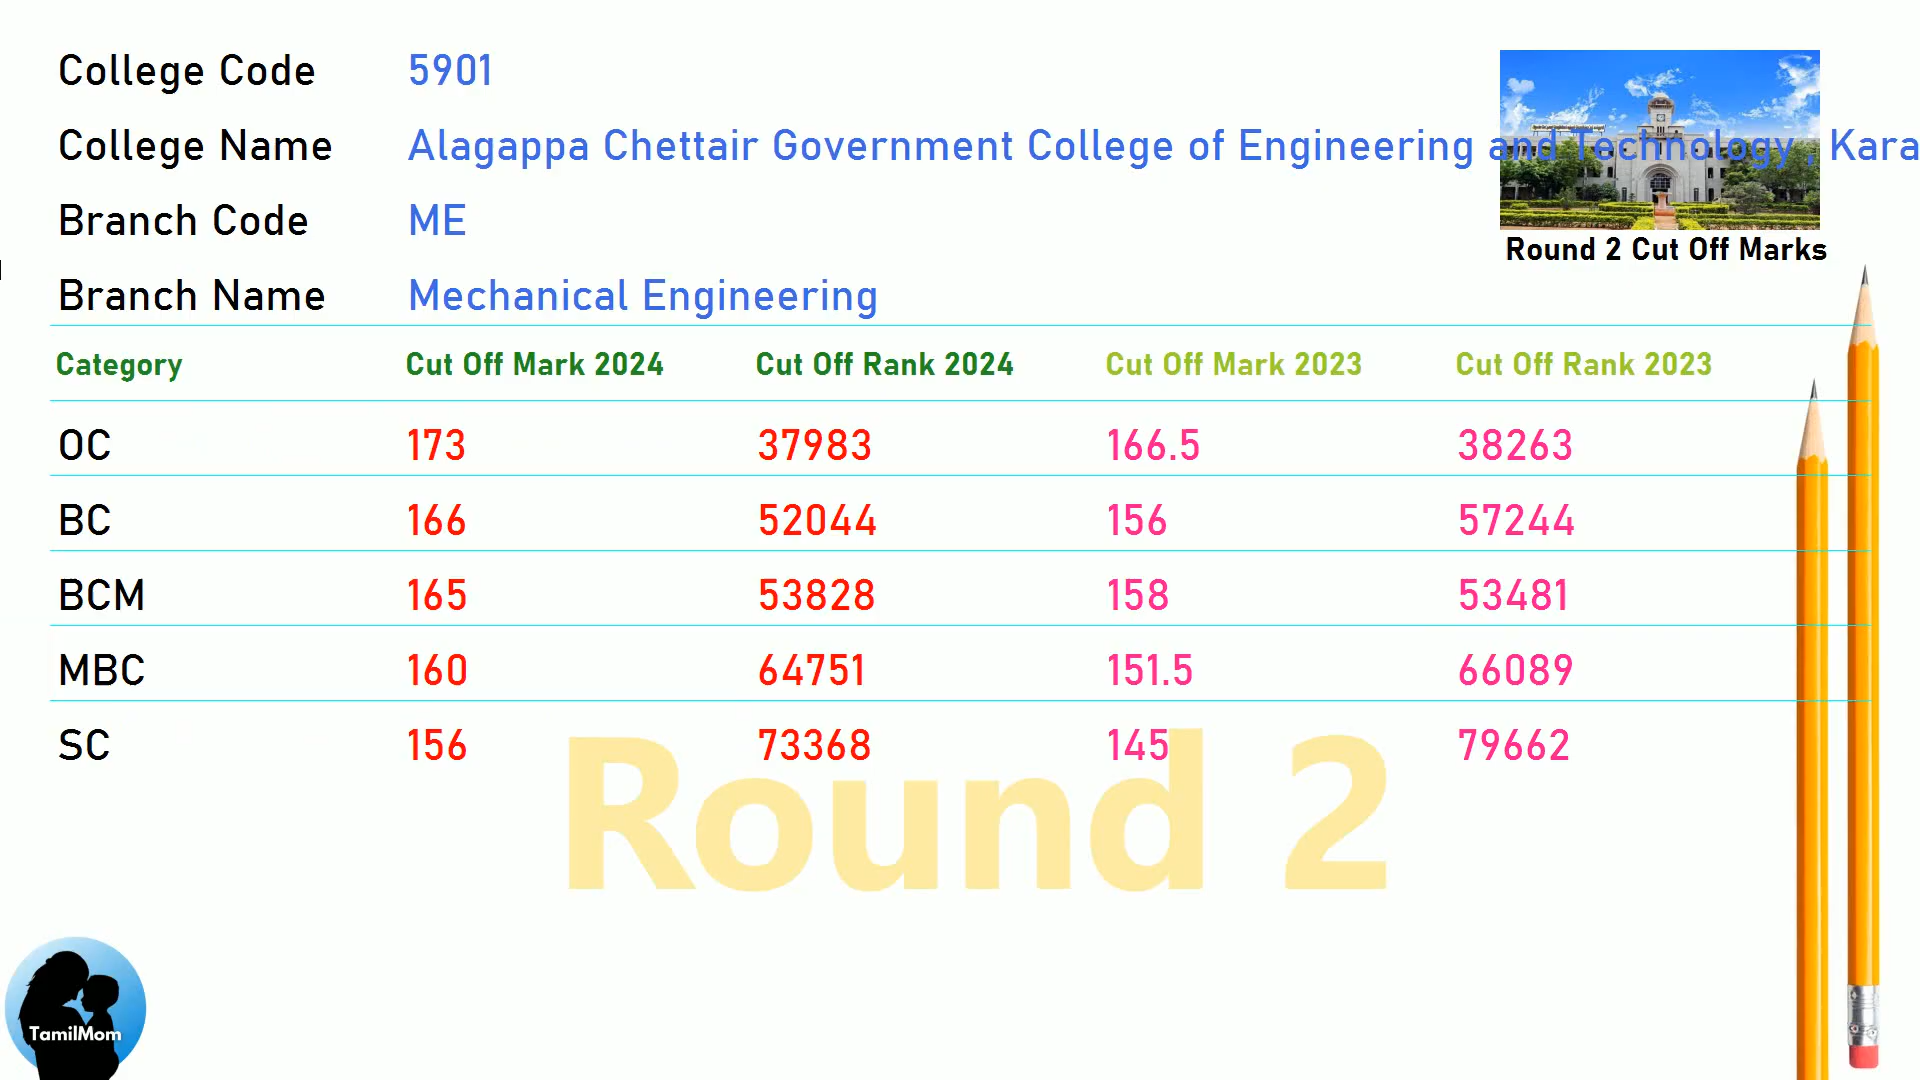 College Code 5901
College Name Alagappa Chettair Government College of Engineering and Technology , Kara
Branch Code ME
Round 2 Cut Off Marks
Branch Name Mechanical Engineering
Category Cut Off Mark 2024 Cut Off Rank 2024 Cut Off Mark 2023 Cut Off Rank 2023
OC 173 37983 166.5 38263
BC 166 52044 156 57244
BCM 165 53828 158 53481
MBC 160 64751 151.5 66089
SC 156 73368 145 79662
Round 2
TamilMom